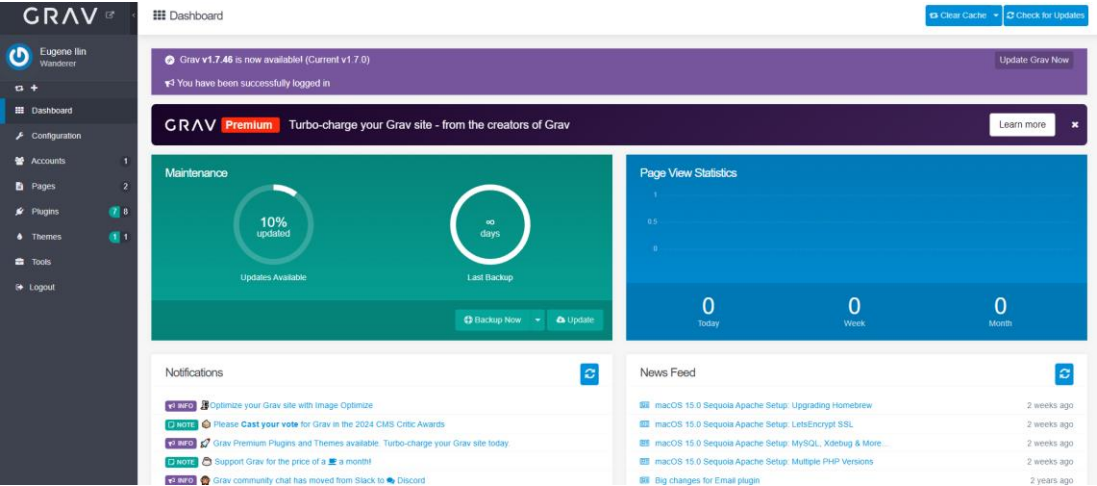 GRAV
Dashboard
Clear Cache
Check for Updates
Eugene Ilin
Wanderer
Dashboard
Configuration
Accounts 1
Pages 2
Plugins 7 8
Themes 1 1
Tools
Logout
Grav v1.7.46 is now available! (Current v1.7.0)
Update Grav Now
You have been successfully logged in
GRAV Premium Turbo-charge your Grav site - from the creators of Grav
Learn more
Maintenance
10%
updated
Updates Available
∞
days
Last Backup
Backup Now
Update
Page View Statistics
1
0.5
0
0 0 0
Today Week Month
Notifications
INFO Optimize your Grav site with Image Optimize
NOTE Please Cast your vote for Grav in the 2024 CMS Critic Awards
INFO Grav Premium Plugins and Themes available. Turbo-charge your Grav site today
NOTE Support Grav for the price of a a month!
INFO Grav community chat has moved from Slack to Discord
News Feed
macOS 15.0 Sequoia Apache Setup: Upgrading Homebrew 2 weeks ago
macOS 15.0 Sequoia Apache Setup: LetsEncrypt SSL 2 weeks ago
macOS 15.0 Sequoia Apache Setup: MySQL, Xdebug & More... 2 weeks ago
macOS 15.0 Sequoia Apache Setup: Multiple PHP Versions 2 weeks ago
Big changes for Email plugin 2 years ago